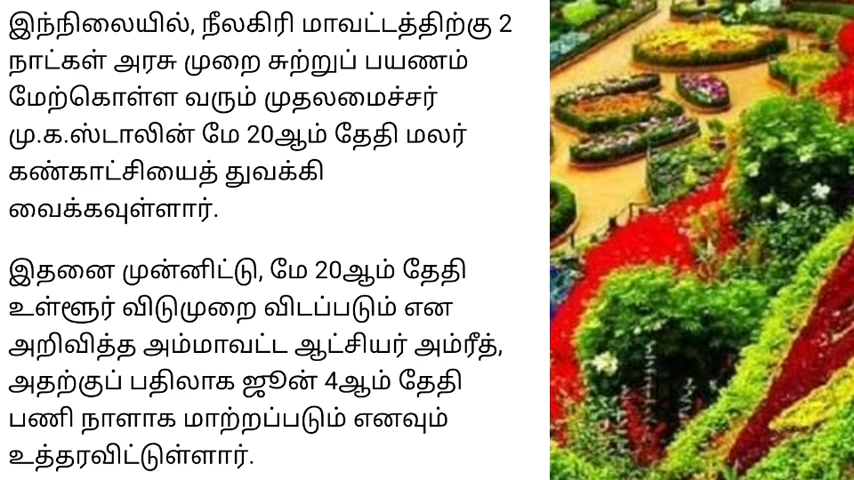 இந்நிலையில், நீலகிரி மாவட்டத்திற்கு 2
நாட்கள் அரசு முறை சுற்றுப் பயணம்
மேற்கொள்ள வரும் முதலமைச்சர்
மு.க.ஸ்டாலின் மே 20ஆம் தேதி மலர்
கண்காட்சியைத் துவக்கி
வைக்கவுள்ளார்.
இதனை முன்னிட்டு, மே 20ஆம் தேதி
உள்ளூர் விடுமுறை விடப்படும் என
அறிவித்த அம்மாவட்ட ஆட்சியர் அம்ரீத்,
அதற்குப் பதிலாக ஜூன் 4ஆம் தேதி
பணி நாளாக மாற்றப்படும் எனவும்
உத்தரவிட்டுள்ளார்.